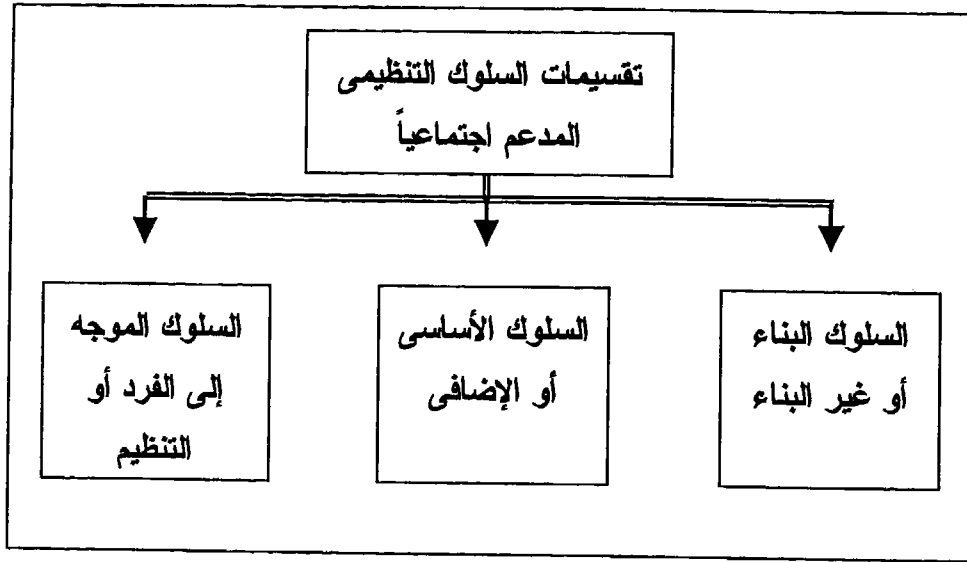 تقسيمات السلوك التنظيمى
المدعم اجتماعياً
السلوك البناء
أو غير البناء
السلوك الأساسى
أو الإضافى
السلوك الموجه
إلى الفرد أو
التنظيم